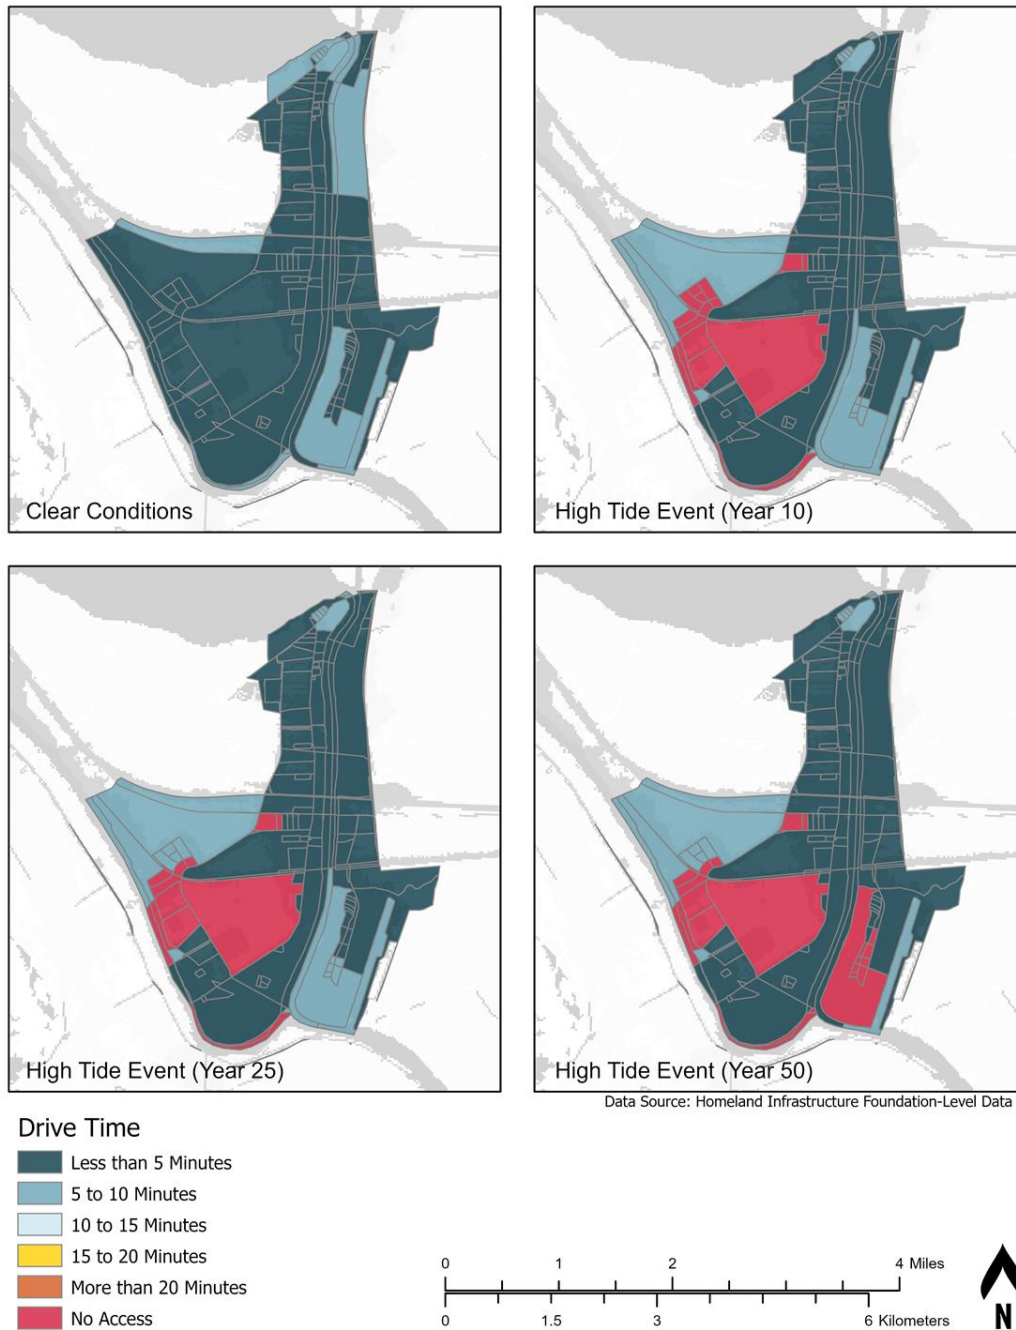 Clear Conditions
High Tide Event (Year 10)
High Tide Event (Year 25)
High Tide Event (Year 50)
Data Source: Homeland Infrastructure Foundation-Level Data
Drive Time
Less than 5 Minutes
5 to 10 Minutes
10 to 15 Minutes
15 to 20 Minutes
More than 20 Minutes
No Access
0 1 2 4 Miles
0 1.5 3 6 Kilometers
N